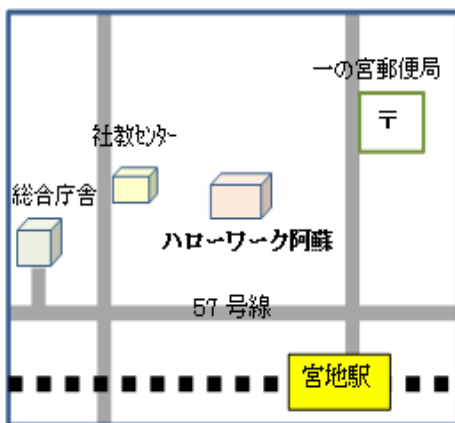 一の宮郵便局
〒
社教センター
総合庁舎
ハローワーク阿蘇
57 号線
宮地駅